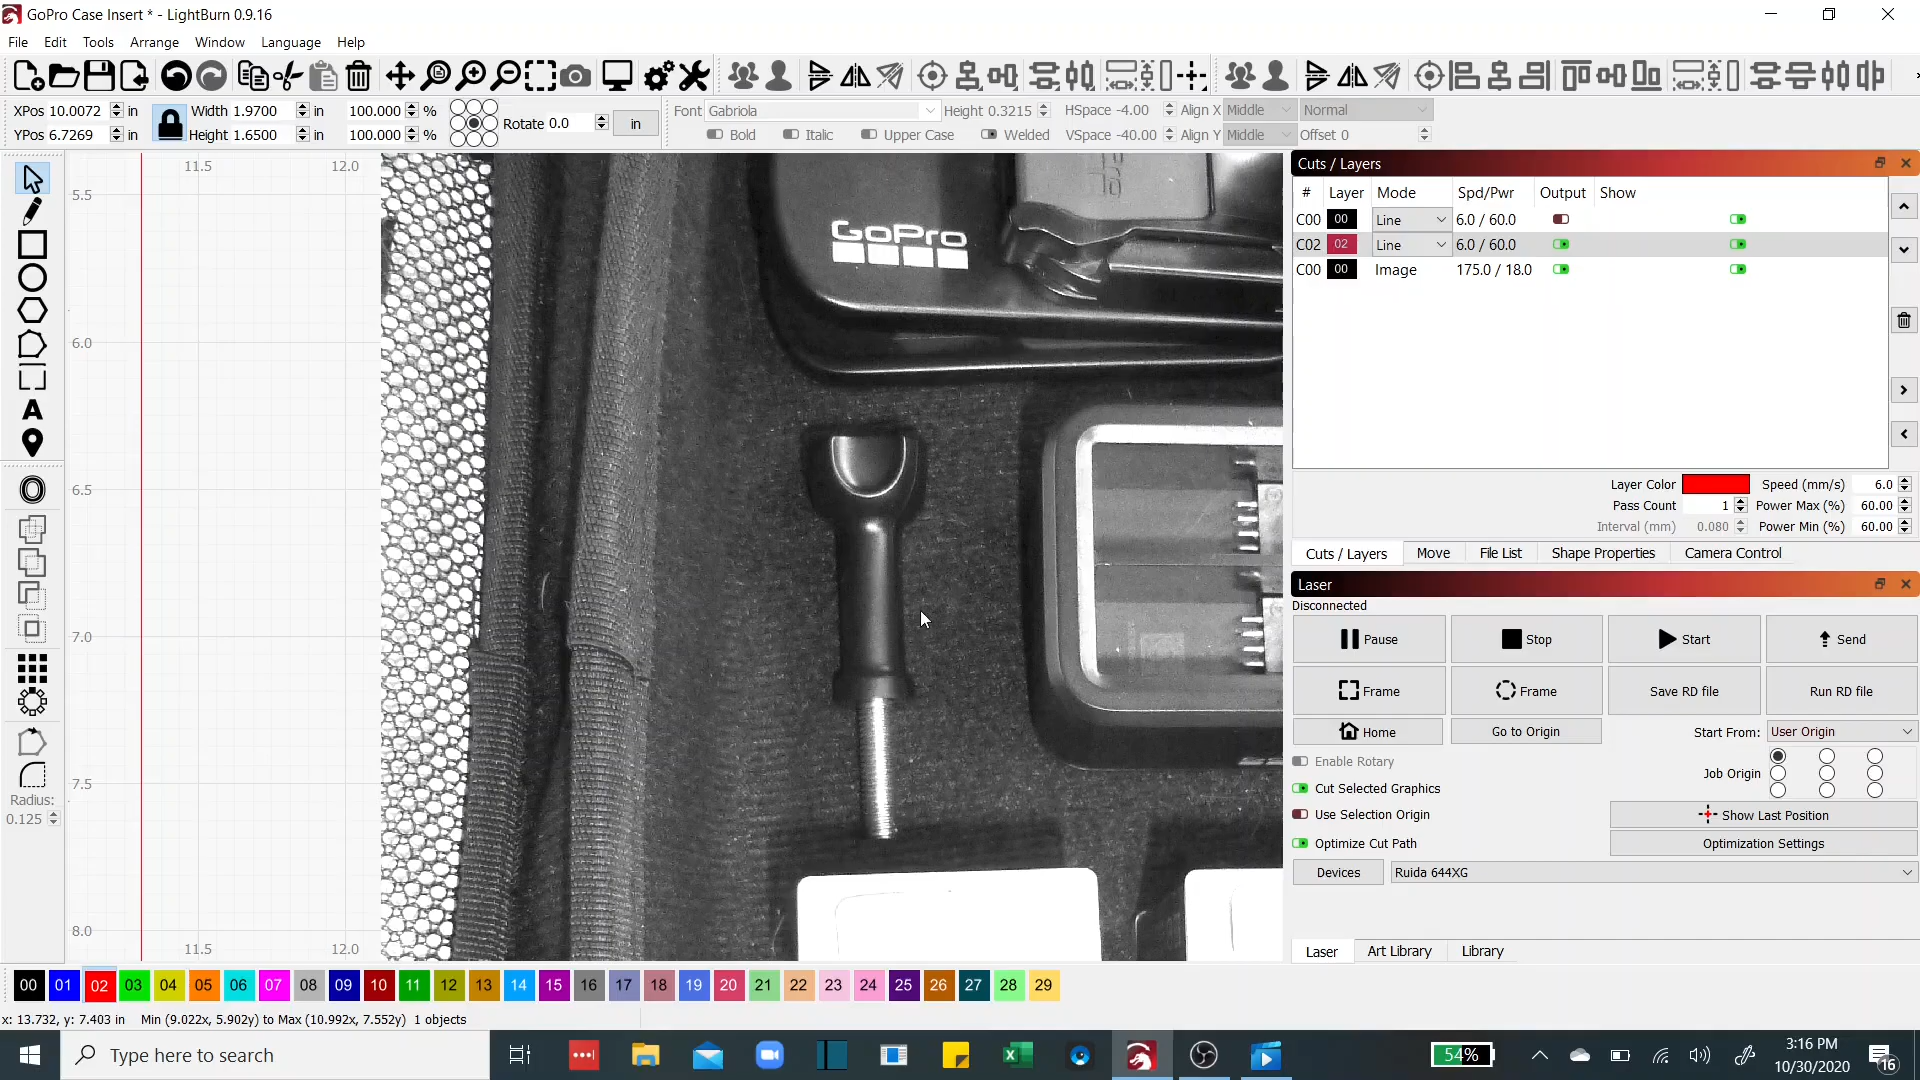 GoPro Case Insert * - LightBurn 0.9.16
File Edit Tools Arrange Window Language Help
XPos 10.0072 in Width 1.9700 in 100.000 %
YPos 6.7269 in Height 1.6500 in 100.000 %
Rotate 0.0 in
Font Gabriola Height 0.3215 HSpace -4.00 Align X Middle Normal
Bold Italic Upper Case Welded VSpace -40.00 Align Y Middle Offset 0
11.5 12.0
5.5
6.0
6.5
7.0
7.5
8.0
11.5 12.0
GoPro
A
Radius:
0.125
Cuts / Layers
# Layer Mode Spd/Pwr Output Show
C00 00 Line 6.0 / 60.0
C02 02 Line 6.0 / 60.0
C00 00 Image 175.0 / 18.0
Layer Color Speed (mm/s) 6.0
Pass Count 1 Power Max (%) 60.00
Interval (mm) 0.080 Power Min (%) 60.00
Cuts / Layers Move File List Shape Properties Camera Control
Laser
Disconnected
Pause Stop Start Send
Frame Frame Save RD file Run RD file
Home Go to Origin Start From: User Origin
Enable Rotary
Job Origin
Cut Selected Graphics
Use Selection Origin Show Last Position
Optimize Cut Path Optimization Settings
Devices Ruida 644XG
Laser Art Library Library
00 01 02 03 04 05 06 07 08 09 10 11 12 13 14 15 16 17 18 19 20 21 22 23 24 25 26 27 28 29
x: 13.732, y: 7.403 in Min (9.022x, 5.902y) to Max (10.992x, 7.552y) 1 objects
Type here to search
54%
3:16 PM
10/30/2020
16